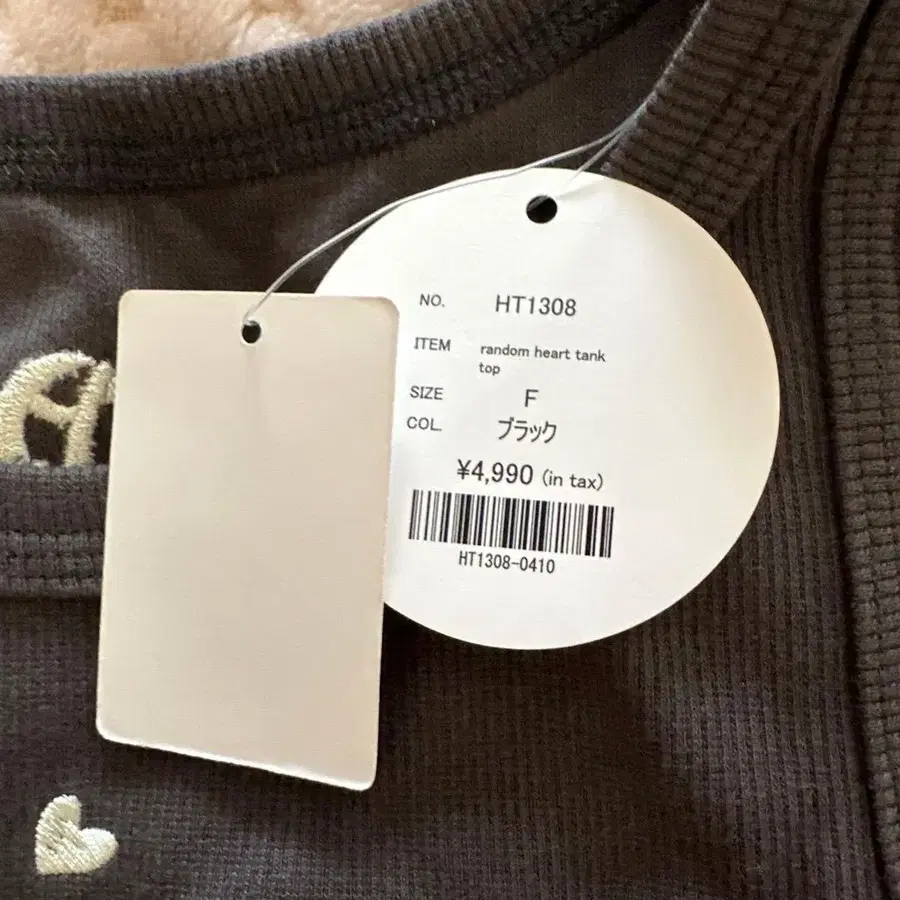 NO. HT1308
ITEM random heart tank
top
SIZE F
COL. ブラック
¥4,990 (in tax)
HT1308-0410